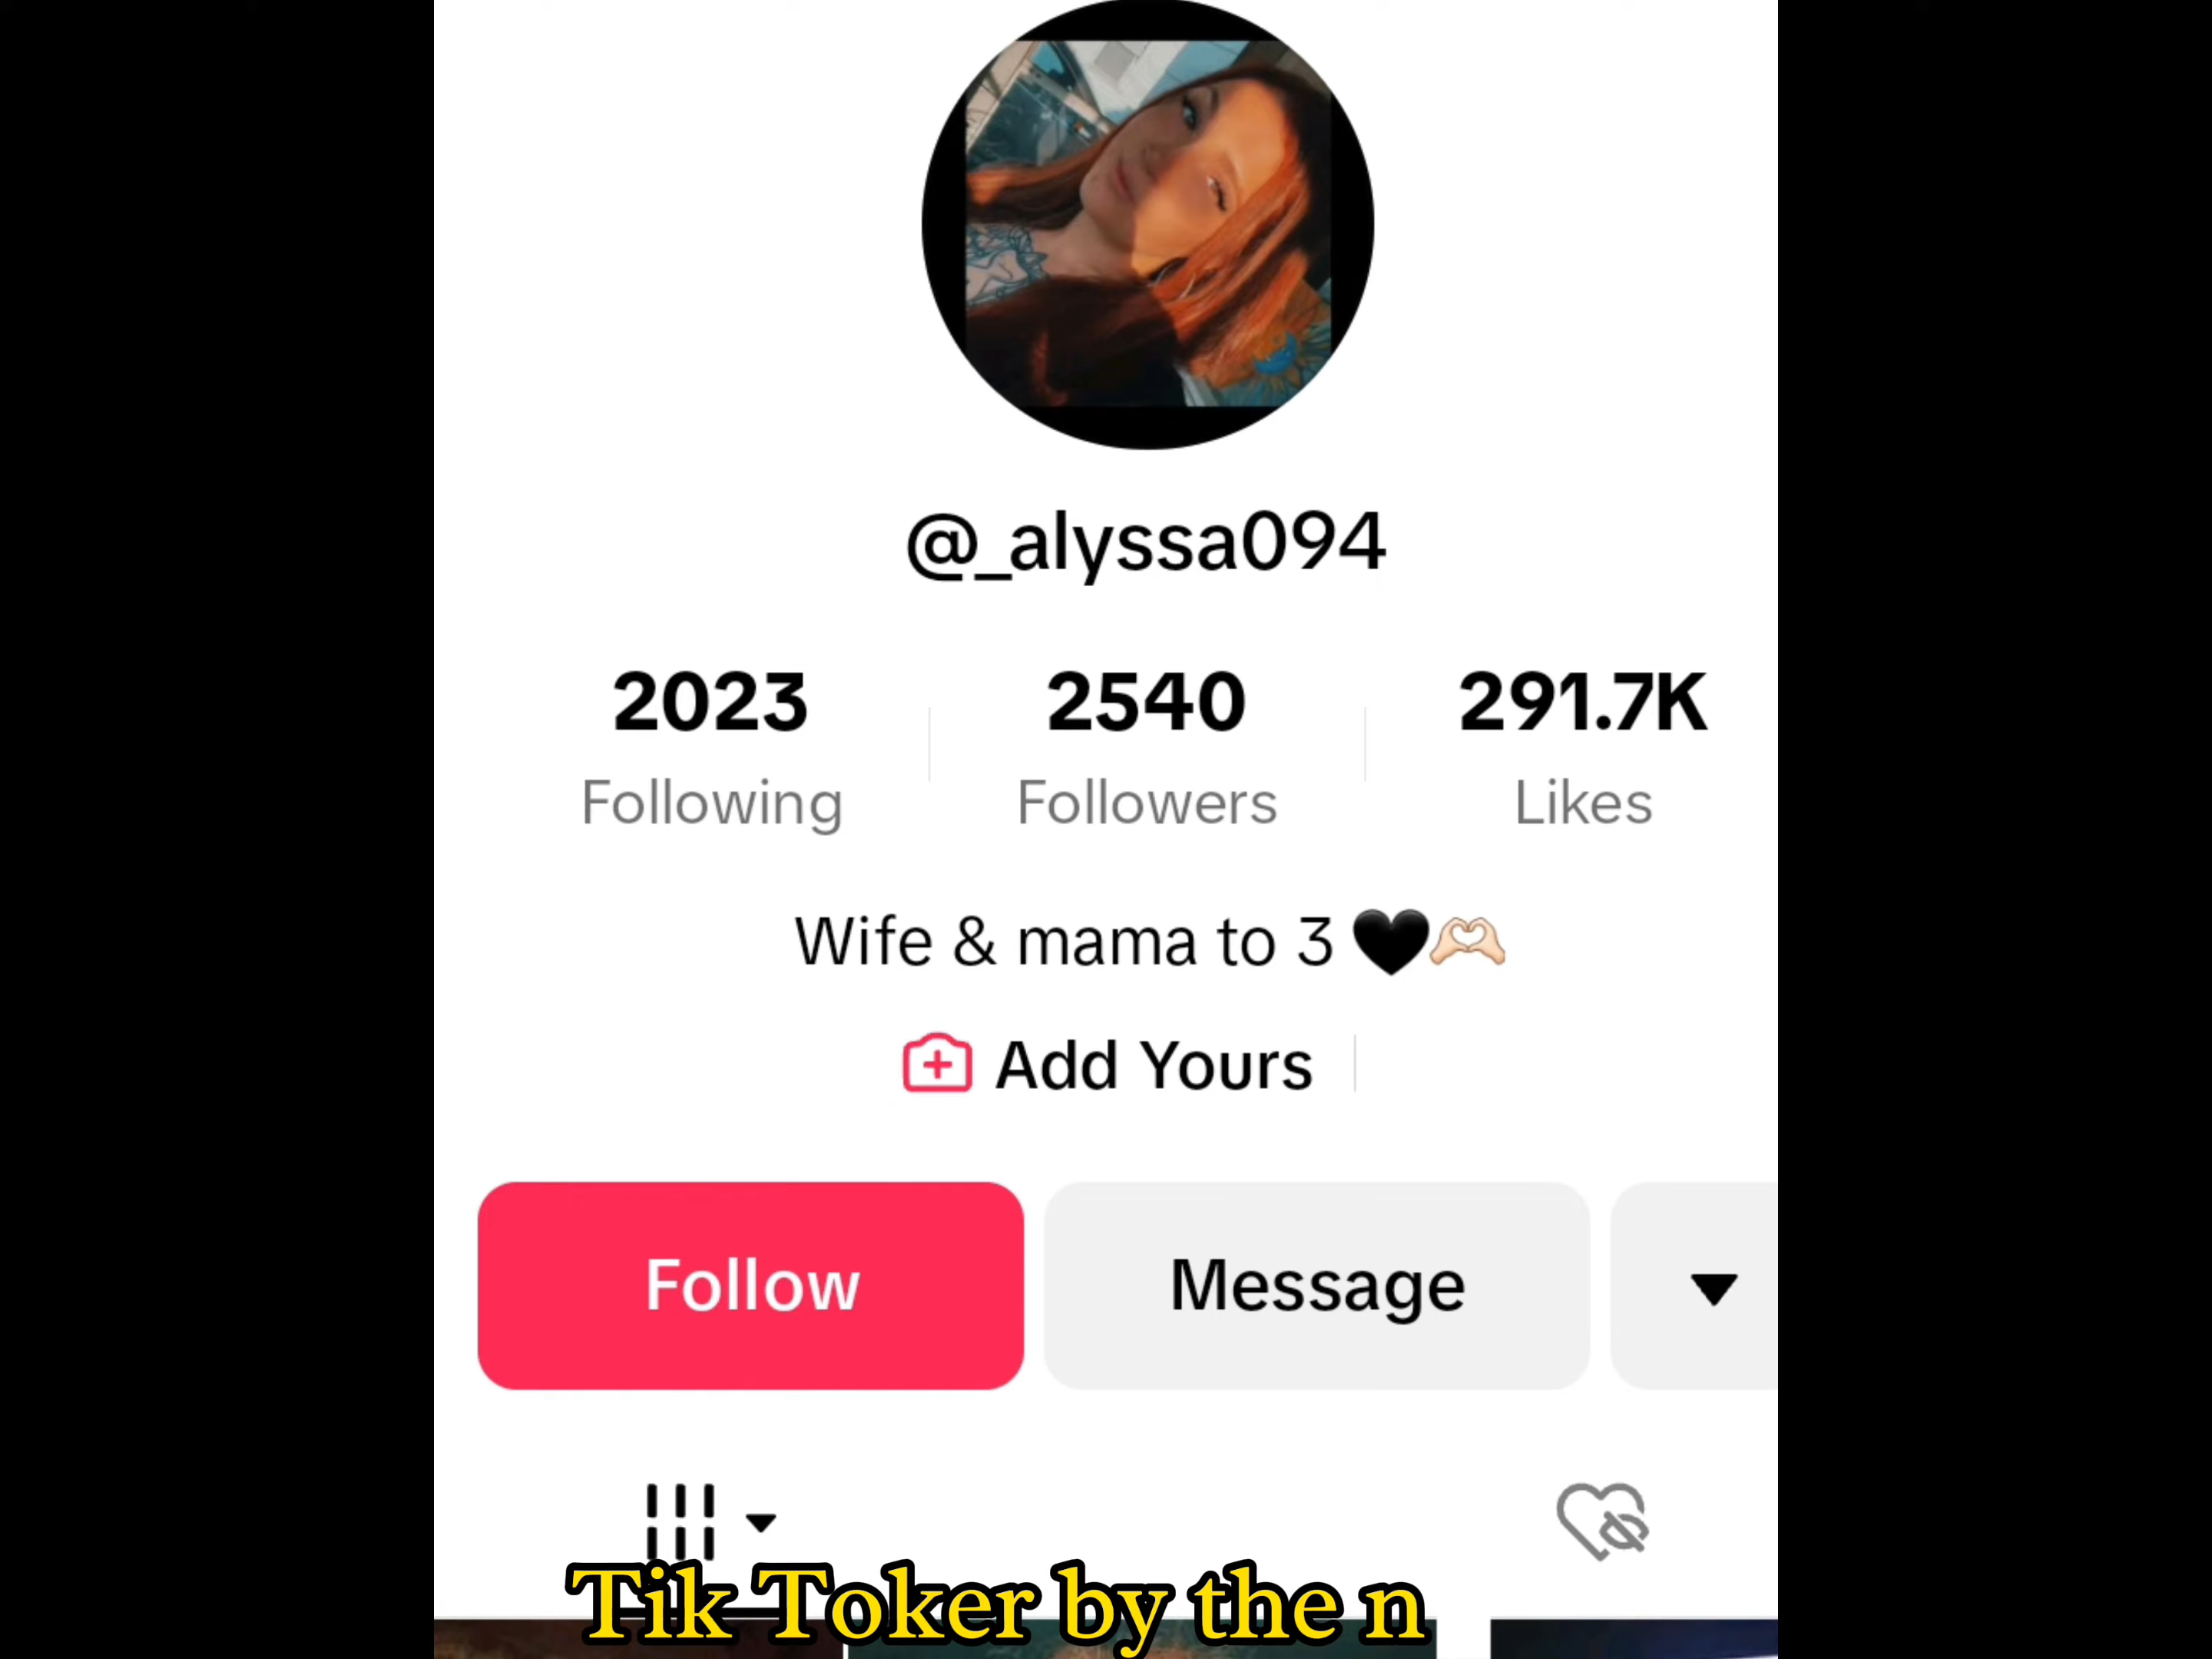 @_alyssa094
2023 2540 291.7K
Following Followers Likes
Wife & mama to 3 🖤🫶🏻
Add Yours
Follow Message
Tik Toker by the n